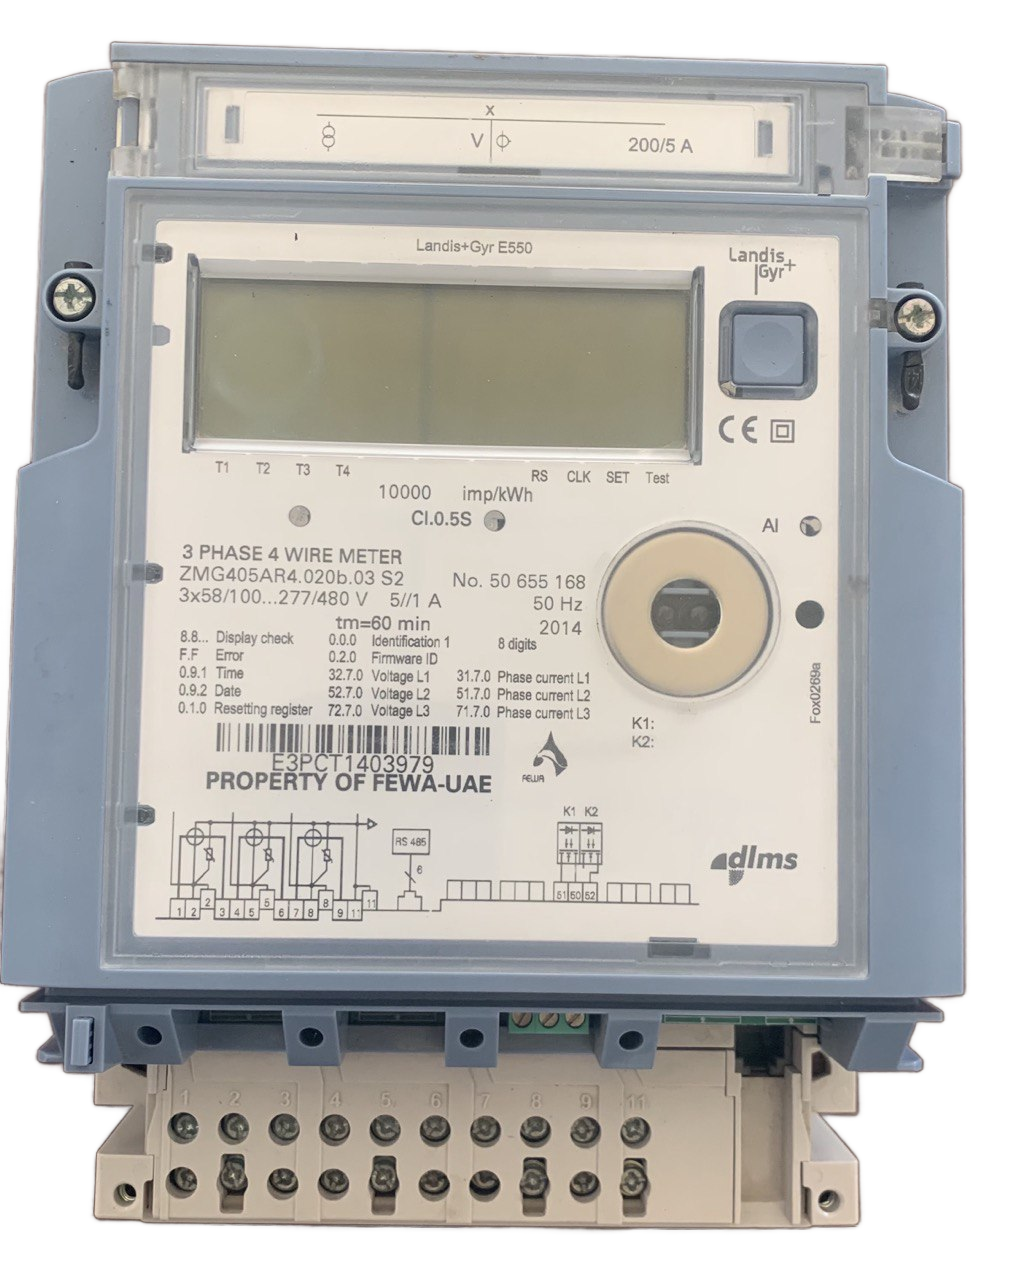 x
V
200/5 A
Landis+Gyr E550
Landis
Gyr+
CE
T1 T2 T3 T4 RS CLK SET Test
10000 imp/kWh
Cl.0.5S
AI
3 PHASE 4 WIRE METER
ZMG405AR4.020b.03 S2 No. 50 655 168
3x58/100...277/480 V 5//1 A 50 Hz
tm=60 min 2014
8.8... Display check 0.0.0 Identification 1 8 digits
F.F Error 0.2.0 Firmware ID
0.9.1 Time 32.7.0 Voltage L1 31.7.0 Phase current L1
0.9.2 Date 52.7.0 Voltage L2 51.7.0 Phase current L2
0.1.0 Resetting register 72.7.0 Voltage L3 71.7.0 Phase current L3
Fox0269a
K1:
K2:
E3PCT1403979
PROPERTY OF FEWA-UAE
FEWA
K1 K2
RS 485
6
dlms
2 5 8 11
1 2 3 4 5 6 7 8 9 11
51 50 52
1 2 3 4 5 6 7 8 9 11